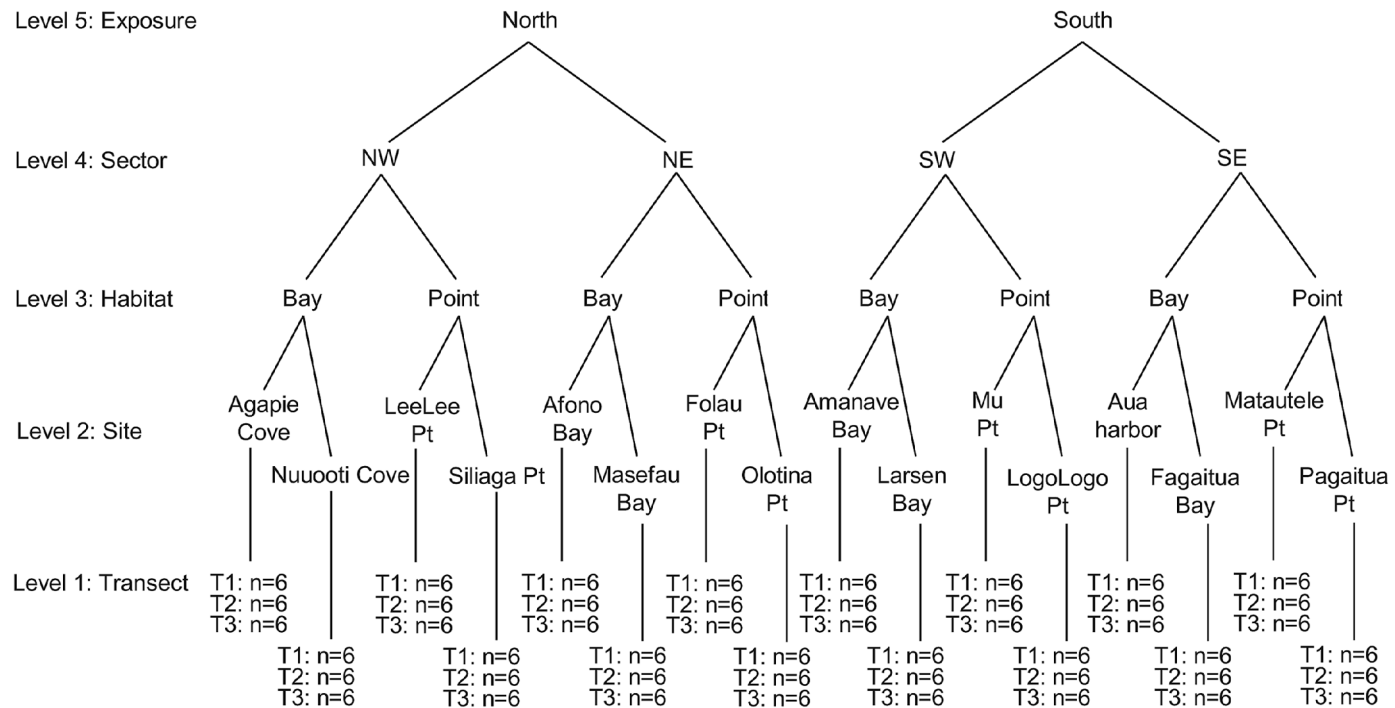 Level 5: Exposure North South
Level 4: Sector NW NE SW SE
Level 3: Habitat Bay Point Bay Point Bay Point Bay Point
Agapie LeeLee Afono Folau Amanave Mu Aua Matautele
Level 2: Site Cove Pt Bay Pt Bay Pt harbor Pt
Nuuooti Cove Siliaga Pt Masefau Olotina Larsen LogoLogo Fagaitua Pagaitua
Bay Pt Bay Pt Bay Pt
Level 1: Transect T1: n=6 T1: n=6 T1: n=6 T1: n=6 T1: n=6 T1: n=6 T1: n=6 T1: n=6
T2: n=6 T2: n=6 T2: n=6 T2: n=6 T2: n=6 T2: n=6 T2: n=6 T2: n=6
T3: n=6 T3: n=6 T3: n=6 T3: n=6 T3: n=6 T3: n=6 T3: n=6 T3: n=6
T1: n=6 T1: n=6 T1: n=6 T1: n=6 T1: n=6 T1: n=6 T1: n=6 T1: n=6
T2: n=6 T2: n=6 T2: n=6 T2: n=6 T2: n=6 T2: n=6 T2: n=6 T2: n=6
T3: n=6 T3: n=6 T3: n=6 T3: n=6 T3: n=6 T3: n=6 T3: n=6 T3: n=6